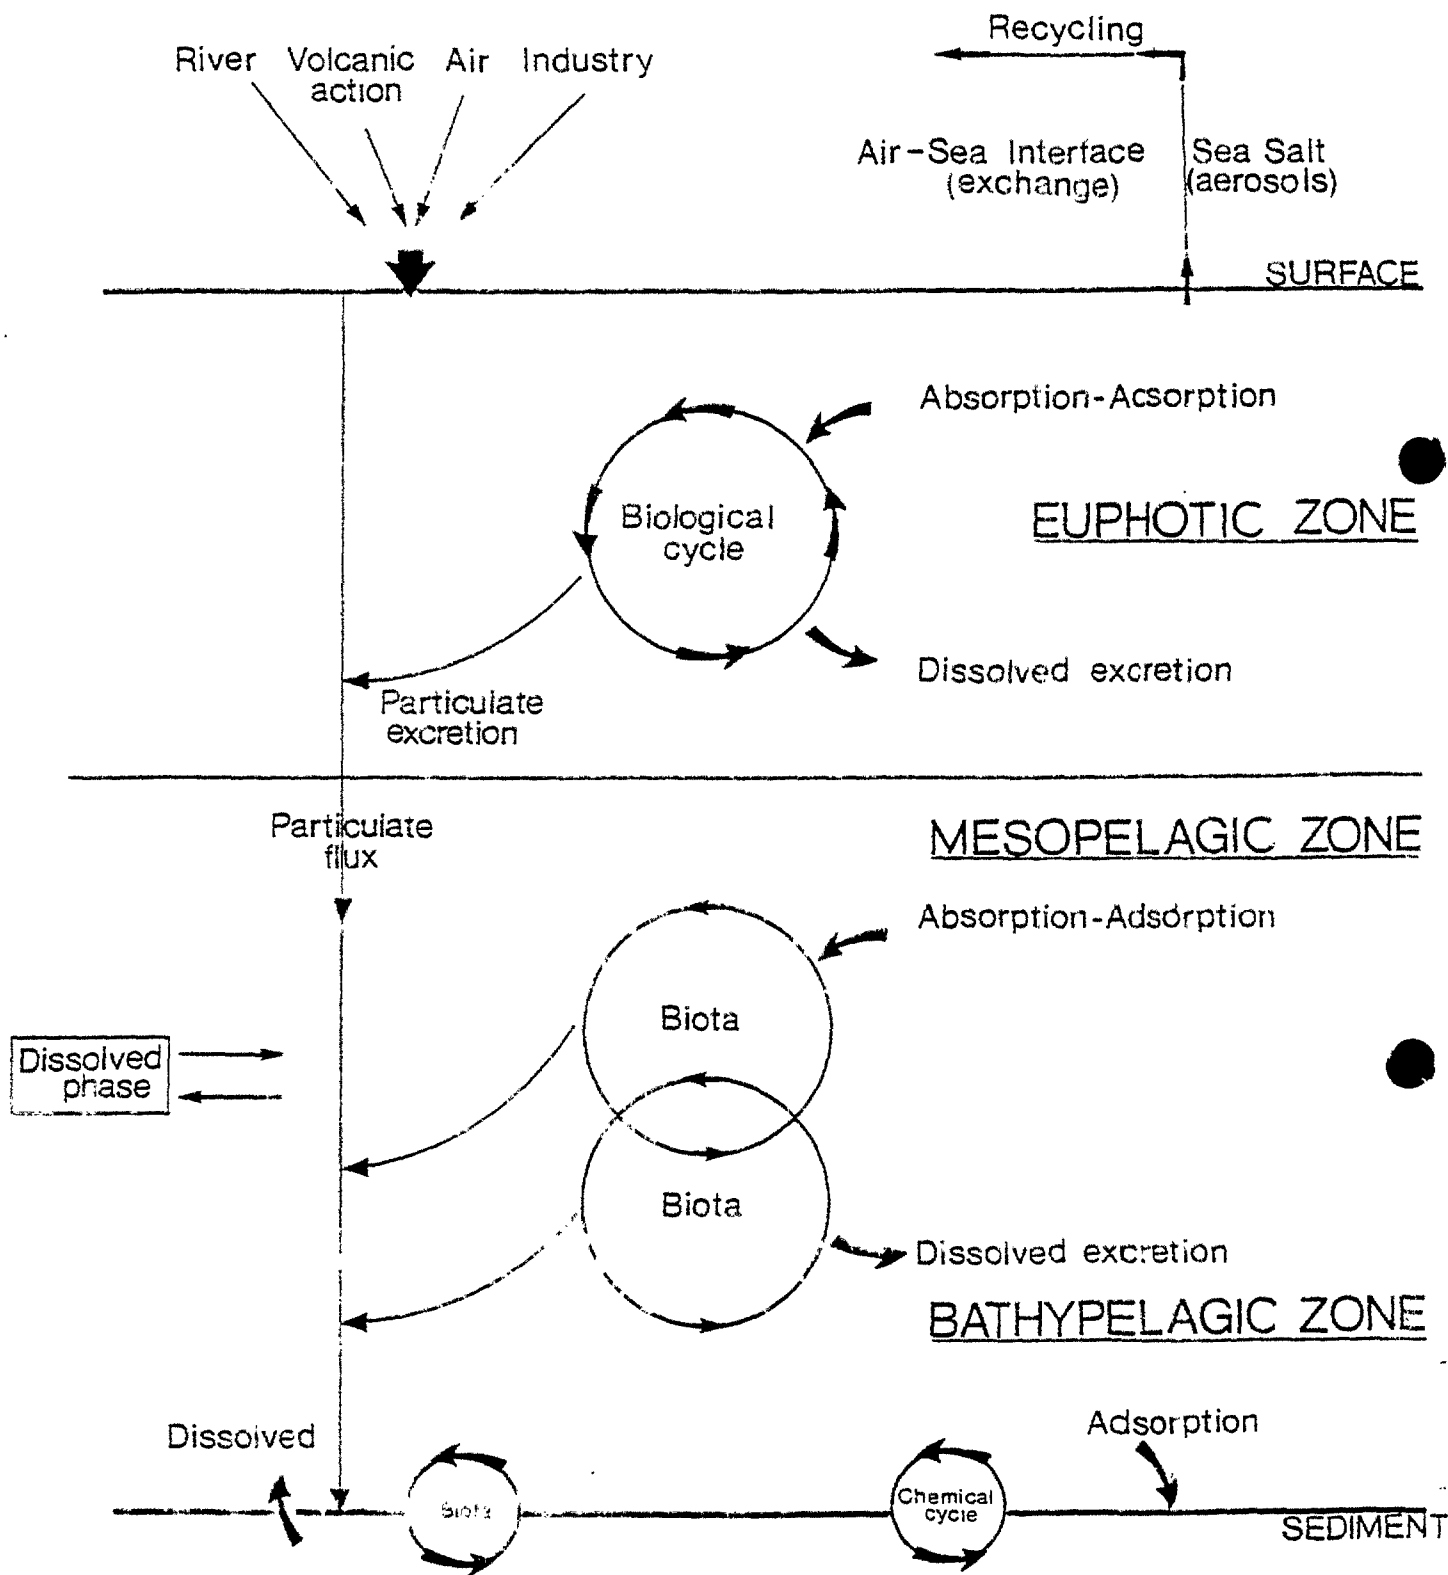 Recycling
River Volcanic Air Industry
action
Air-Sea Interface Sea Salt
(exchange) (aerosols)
SURFACE
Absorption-Acsorption
Biological
cycle
EUPHOTIC ZONE
Dissolved excretion
Particulate
excretion
Particulate
flux
MESOPELAGIC ZONE
Absorption-Adsorption
Biota
Dissolved
phase
Biota
Dissolved excretion
BATHYPELAGIC ZONE
Dissolved
Adsorption
Biota
Chemical
cycle
SEDIMENT